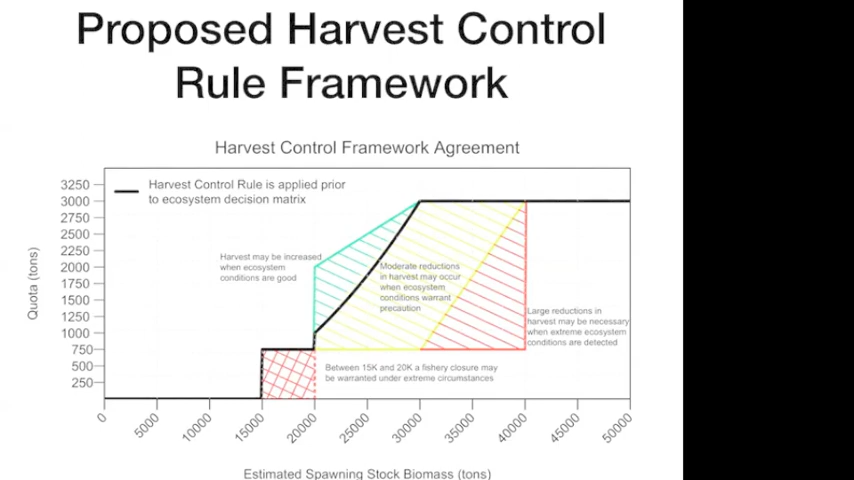 Proposed Harvest Control
Rule Framework
Harvest Control Framework Agreement
Harvest Control Rule is applied prior
to ecosystem decision matrix
3250
3000
2750
2500
2250
2000
1750
1500
1250
1000
750
500
250
Quota (tons)
Harvest may be increased
when ecosystem
conditions are good
Moderate reductions
in harvest may occur
when ecosystem
conditions warrant
precaution
Large reductions in
harvest may be necessary
when extreme ecosystem
conditions are detected
Between 15K and 20K a fishery closure may
be warranted under extreme circumstances
0
5000
10000
15000
20000
25000
30000
35000
40000
45000
50000
Estimated Spawning Stock Biomass (tons)